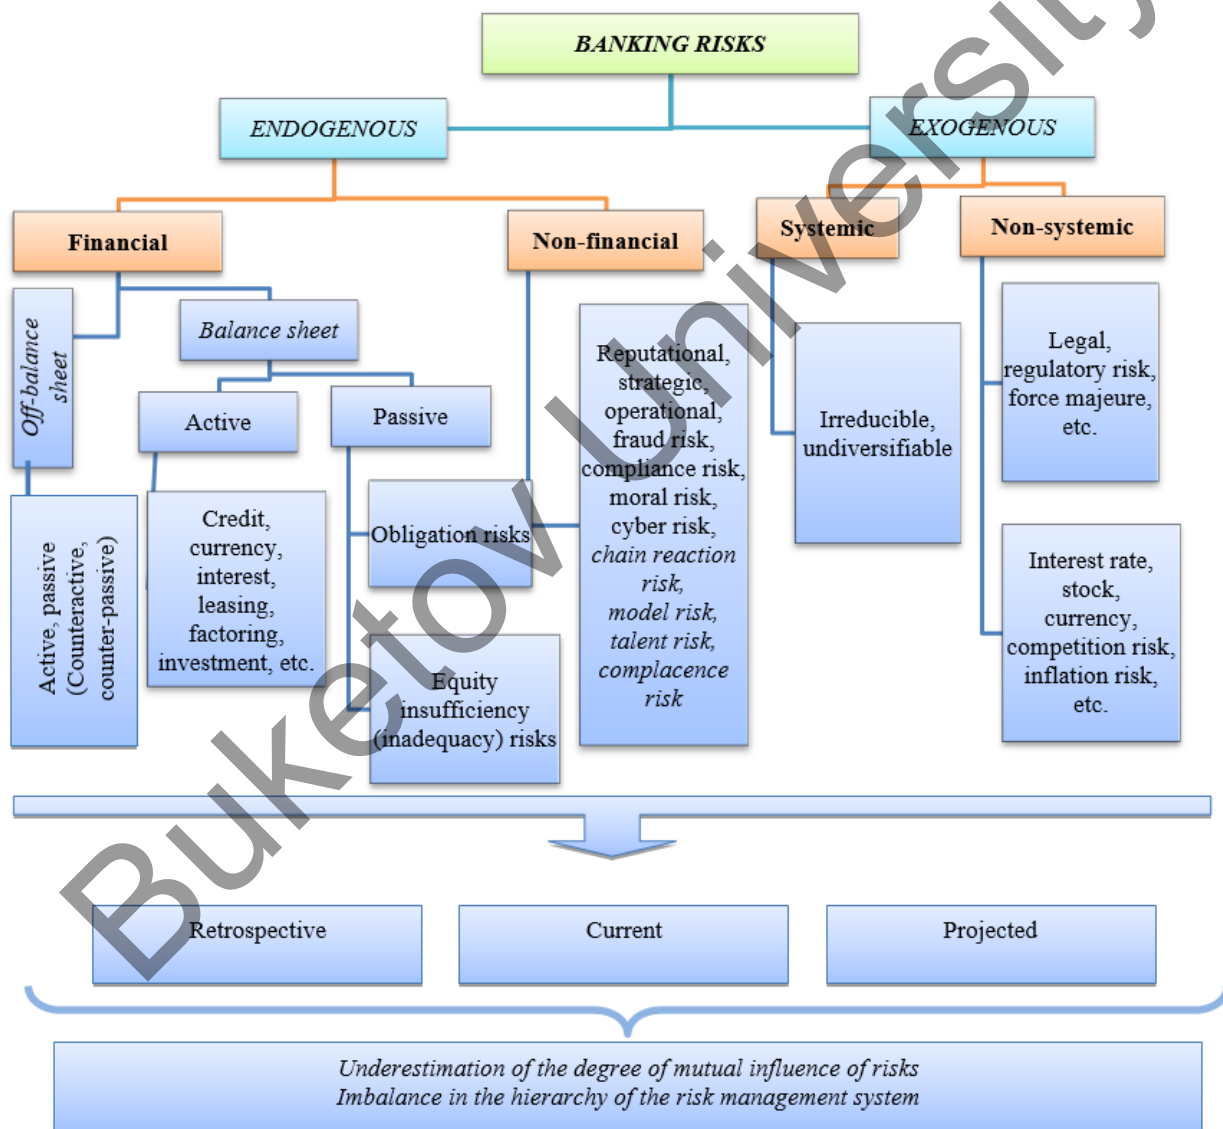 BANKING RISKS
ENDOGENOUS
EXOGENOUS
Financial
Non-financial
Systemic
Non-systemic
Off-balance
sheet
Balance sheet
Active
Passive
Active, passive
(Counteractive,
counter-passive)
Credit,
currency,
interest,
leasing,
factoring,
investment, etc.
Obligation risks
Equity
insufficiency
(inadequacy) risks
Reputational,
strategic,
operational,
fraud risk,
compliance risk,
moral risk,
cyber risk,
chain reaction
risk,
model risk,
talent risk,
complacence
risk
Irreducible,
undiversifiable
Legal,
regulatory risk,
force majeure,
etc.
Interest rate,
stock,
currency,
competition risk,
inflation risk,
etc.
Retrospective
Current
Projected
Underestimation of the degree of mutual influence of risks
Imbalance in the hierarchy of the risk management system
Buketov University